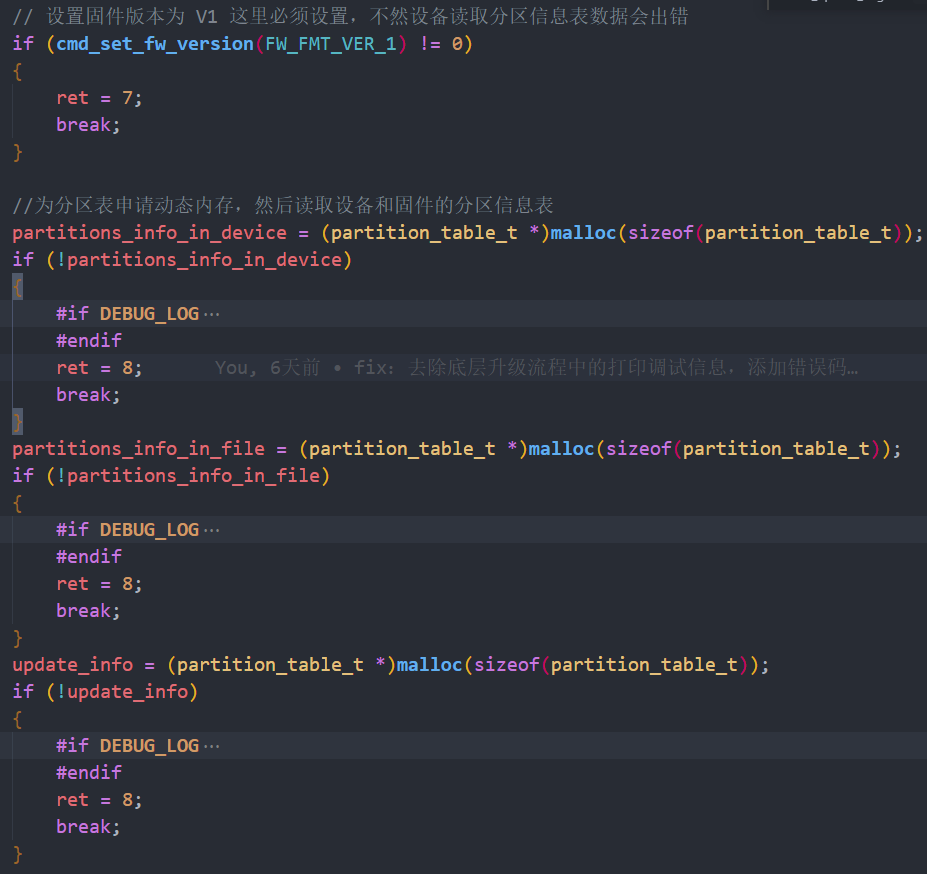 // 设置固件版本为 V1 这里必须设置，不然设备读取分区信息表数据会出错
if (cmd_set_fw_version(FW_FMT_VER_1) != 0)
{
    ret = 7;
    break;
}
//为分区表申请动态内存，然后读取设备和固件的分区信息表
partitions_info_in_device = (partition_table_t *)malloc(sizeof(partition_table_t));
if (!partitions_info_in_device)
{
    #if DEBUG_LOG…
    #endif
    ret = 8;    You, 6天前 • fix: 去除底层升级流程中的打印调试信息，添加错误码…
    break;
}
partitions_info_in_file = (partition_table_t *)malloc(sizeof(partition_table_t));
if (!partitions_info_in_file)
{
    #if DEBUG_LOG…
    #endif
    ret = 8;
    break;
}
update_info = (partition_table_t *)malloc(sizeof(partition_table_t));
if (!update_info)
{
    #if DEBUG_LOG…
    #endif
    ret = 8;
    break;
}